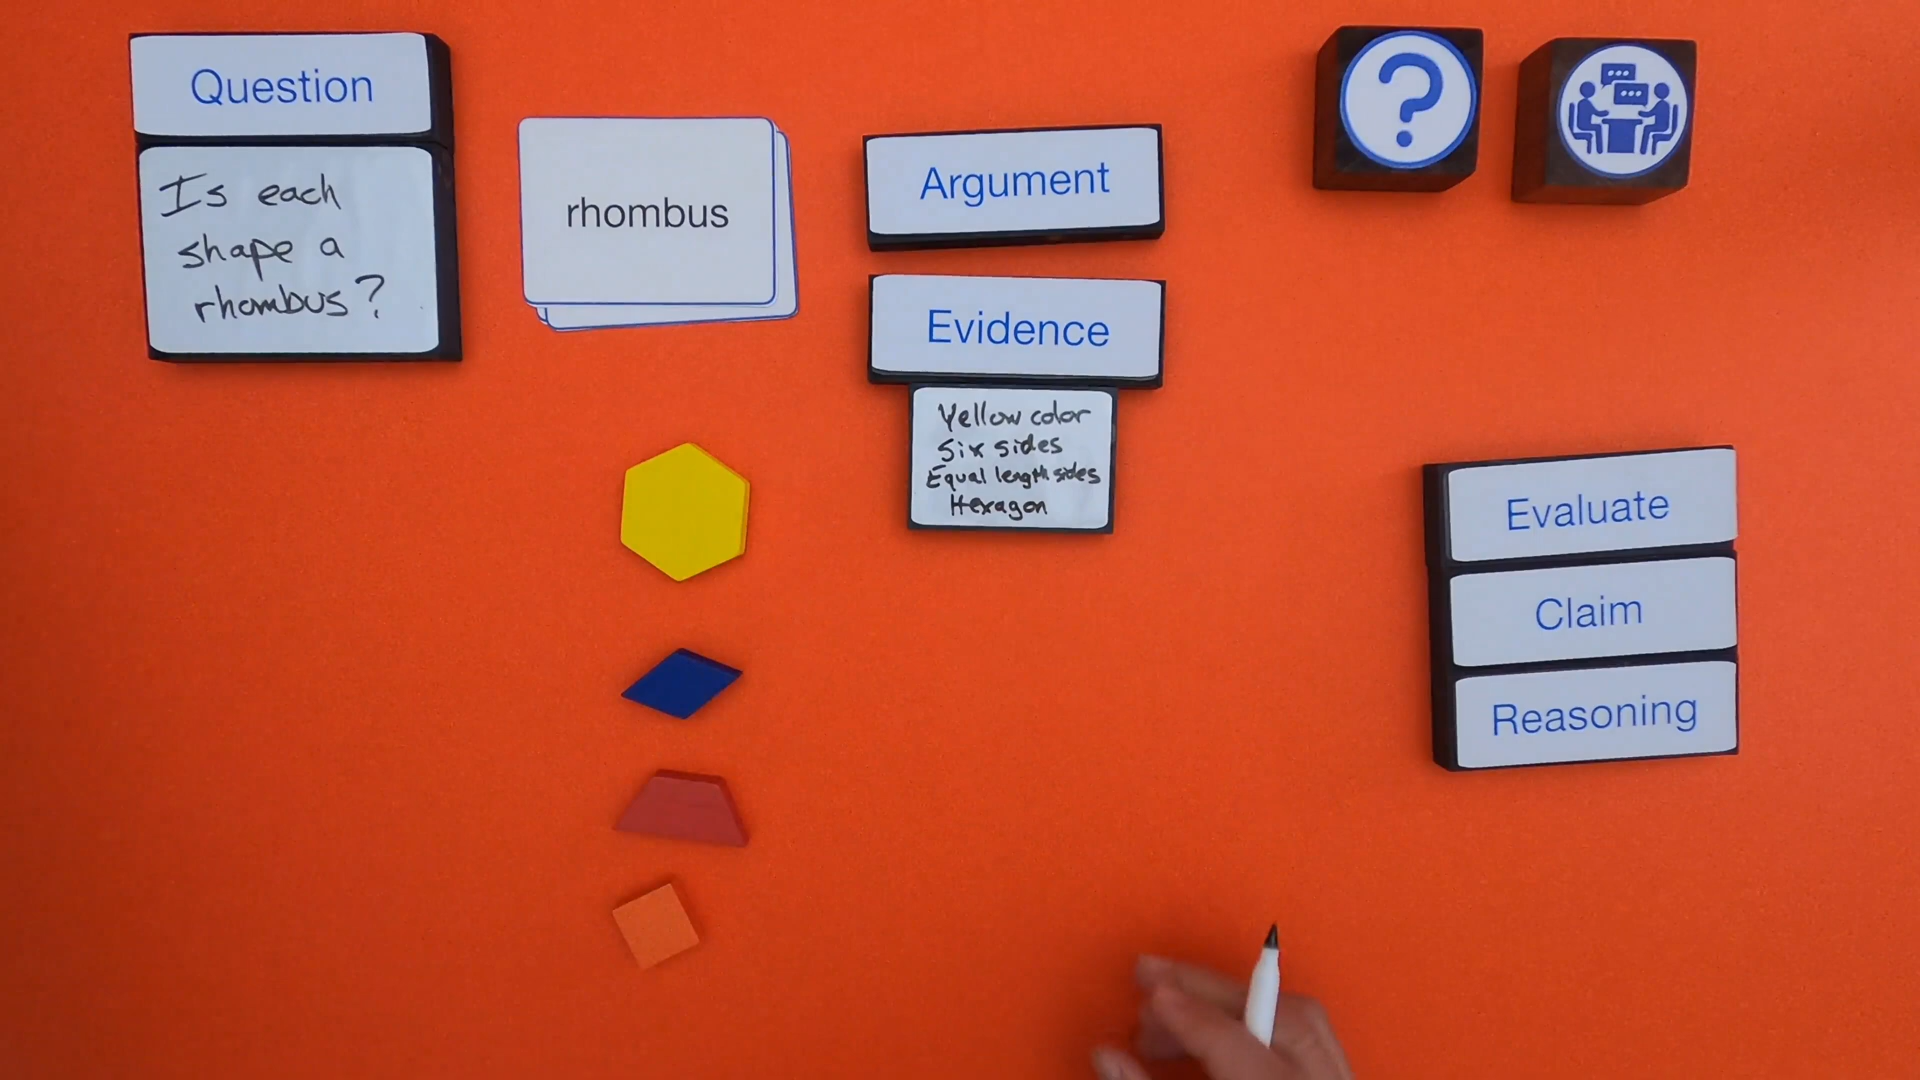 Question
Is each
shape a
rhombus?
rhombus
Argument
Evidence
Yellow color
Six sides
Equal length sides
Hexagon
?
Evaluate
Claim
Reasoning